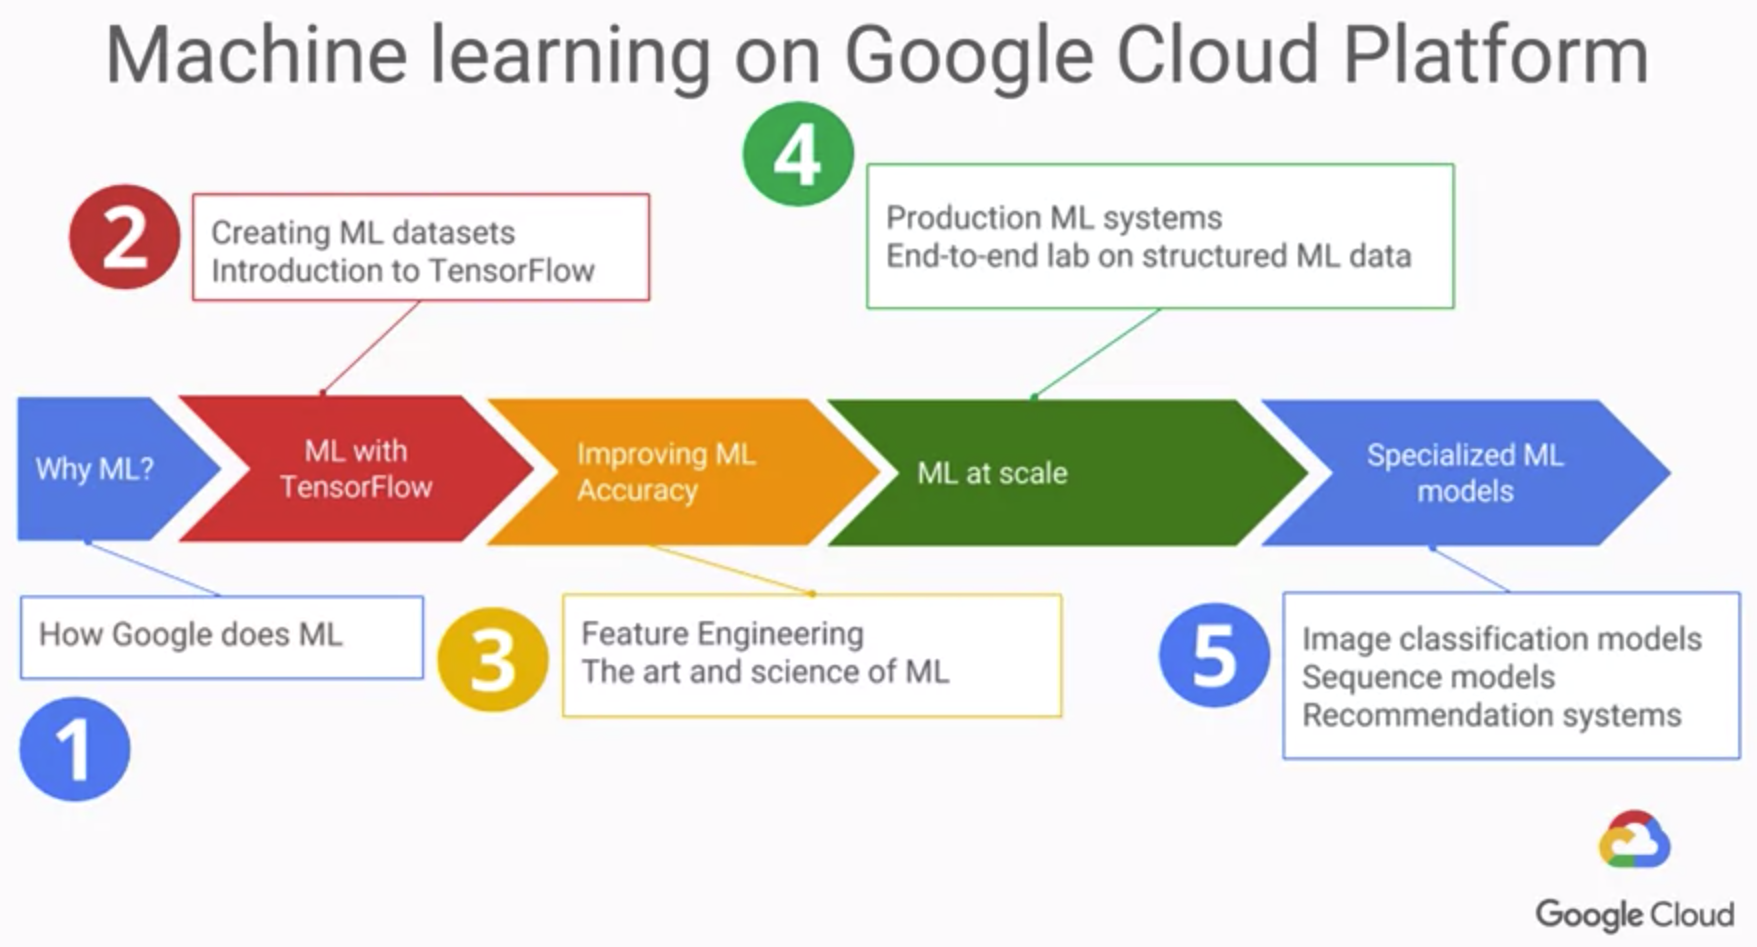 Machine learning on Google Cloud Platform
4
2
Creating ML datasets
Introduction to TensorFlow
Production ML systems
End-to-end lab on structured ML data
Why ML?
ML with
TensorFlow
Improving ML
Accuracy
ML at scale
Specialized ML
models
How Google does ML
1
3
Feature Engineering
The art and science of ML
5
Image classification models
Sequence models
Recommendation systems
Google Cloud